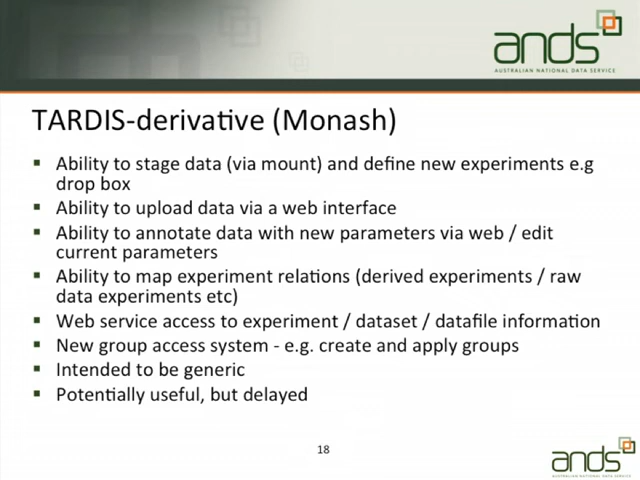 ands
AUSTRALIAN NATIONAL DATA SERVICE
TARDIS-derivative (Monash)
▪ Ability to stage data (via mount) and define new experiments e.g
drop box
▪ Ability to upload data via a web interface
▪ Ability to annotate data with new parameters via web / edit
current parameters
▪ Ability to map experiment relations (derived experiments / raw
data experiments etc)
▪ Web service access to experiment / dataset / datafile information
▪ New group access system - e.g. create and apply groups
▪ Intended to be generic
▪ Potentially useful, but delayed
18
ands
AUSTRALIAN NATIONAL DATA SERVICE